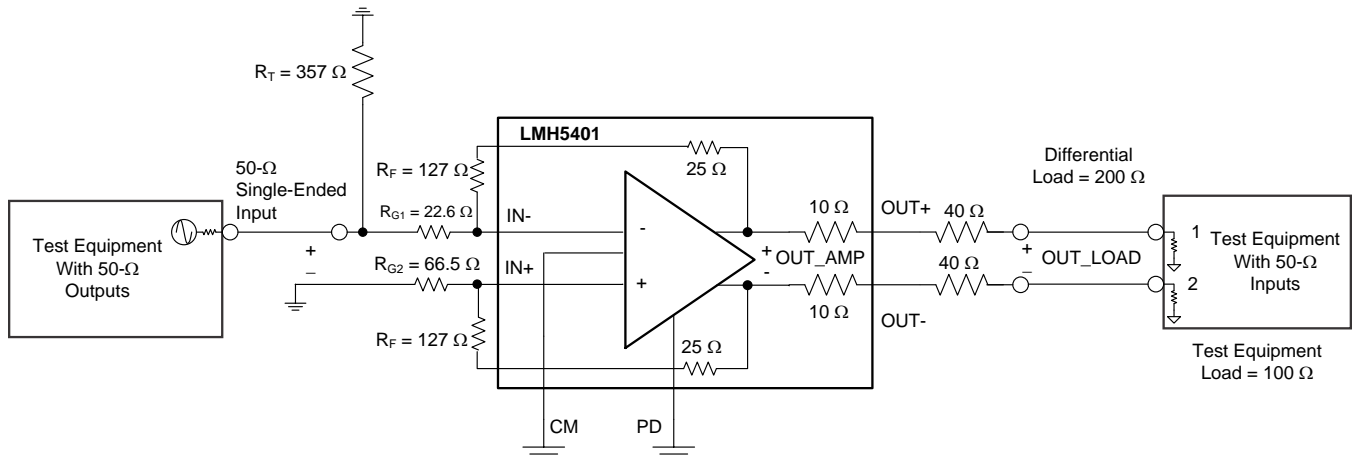 R_T = 357 Ω
LMH5401
50-Ω
Single-Ended
Input
R_F = 127 Ω
25 Ω
Differential
Load = 200 Ω
R_G1 = 22.6 Ω
IN-
-
10 Ω
OUT+
40 Ω
1
Test Equipment
With 50-Ω
Outputs
+
–
R_G2 = 66.5 Ω
IN+
+
+
-
OUT_AMP
40 Ω
+
–
OUT_LOAD
2
Test Equipment
With 50-Ω
Inputs
R_F = 127 Ω
25 Ω
10 Ω
OUT-
Test Equipment
Load = 100 Ω
CM
PD